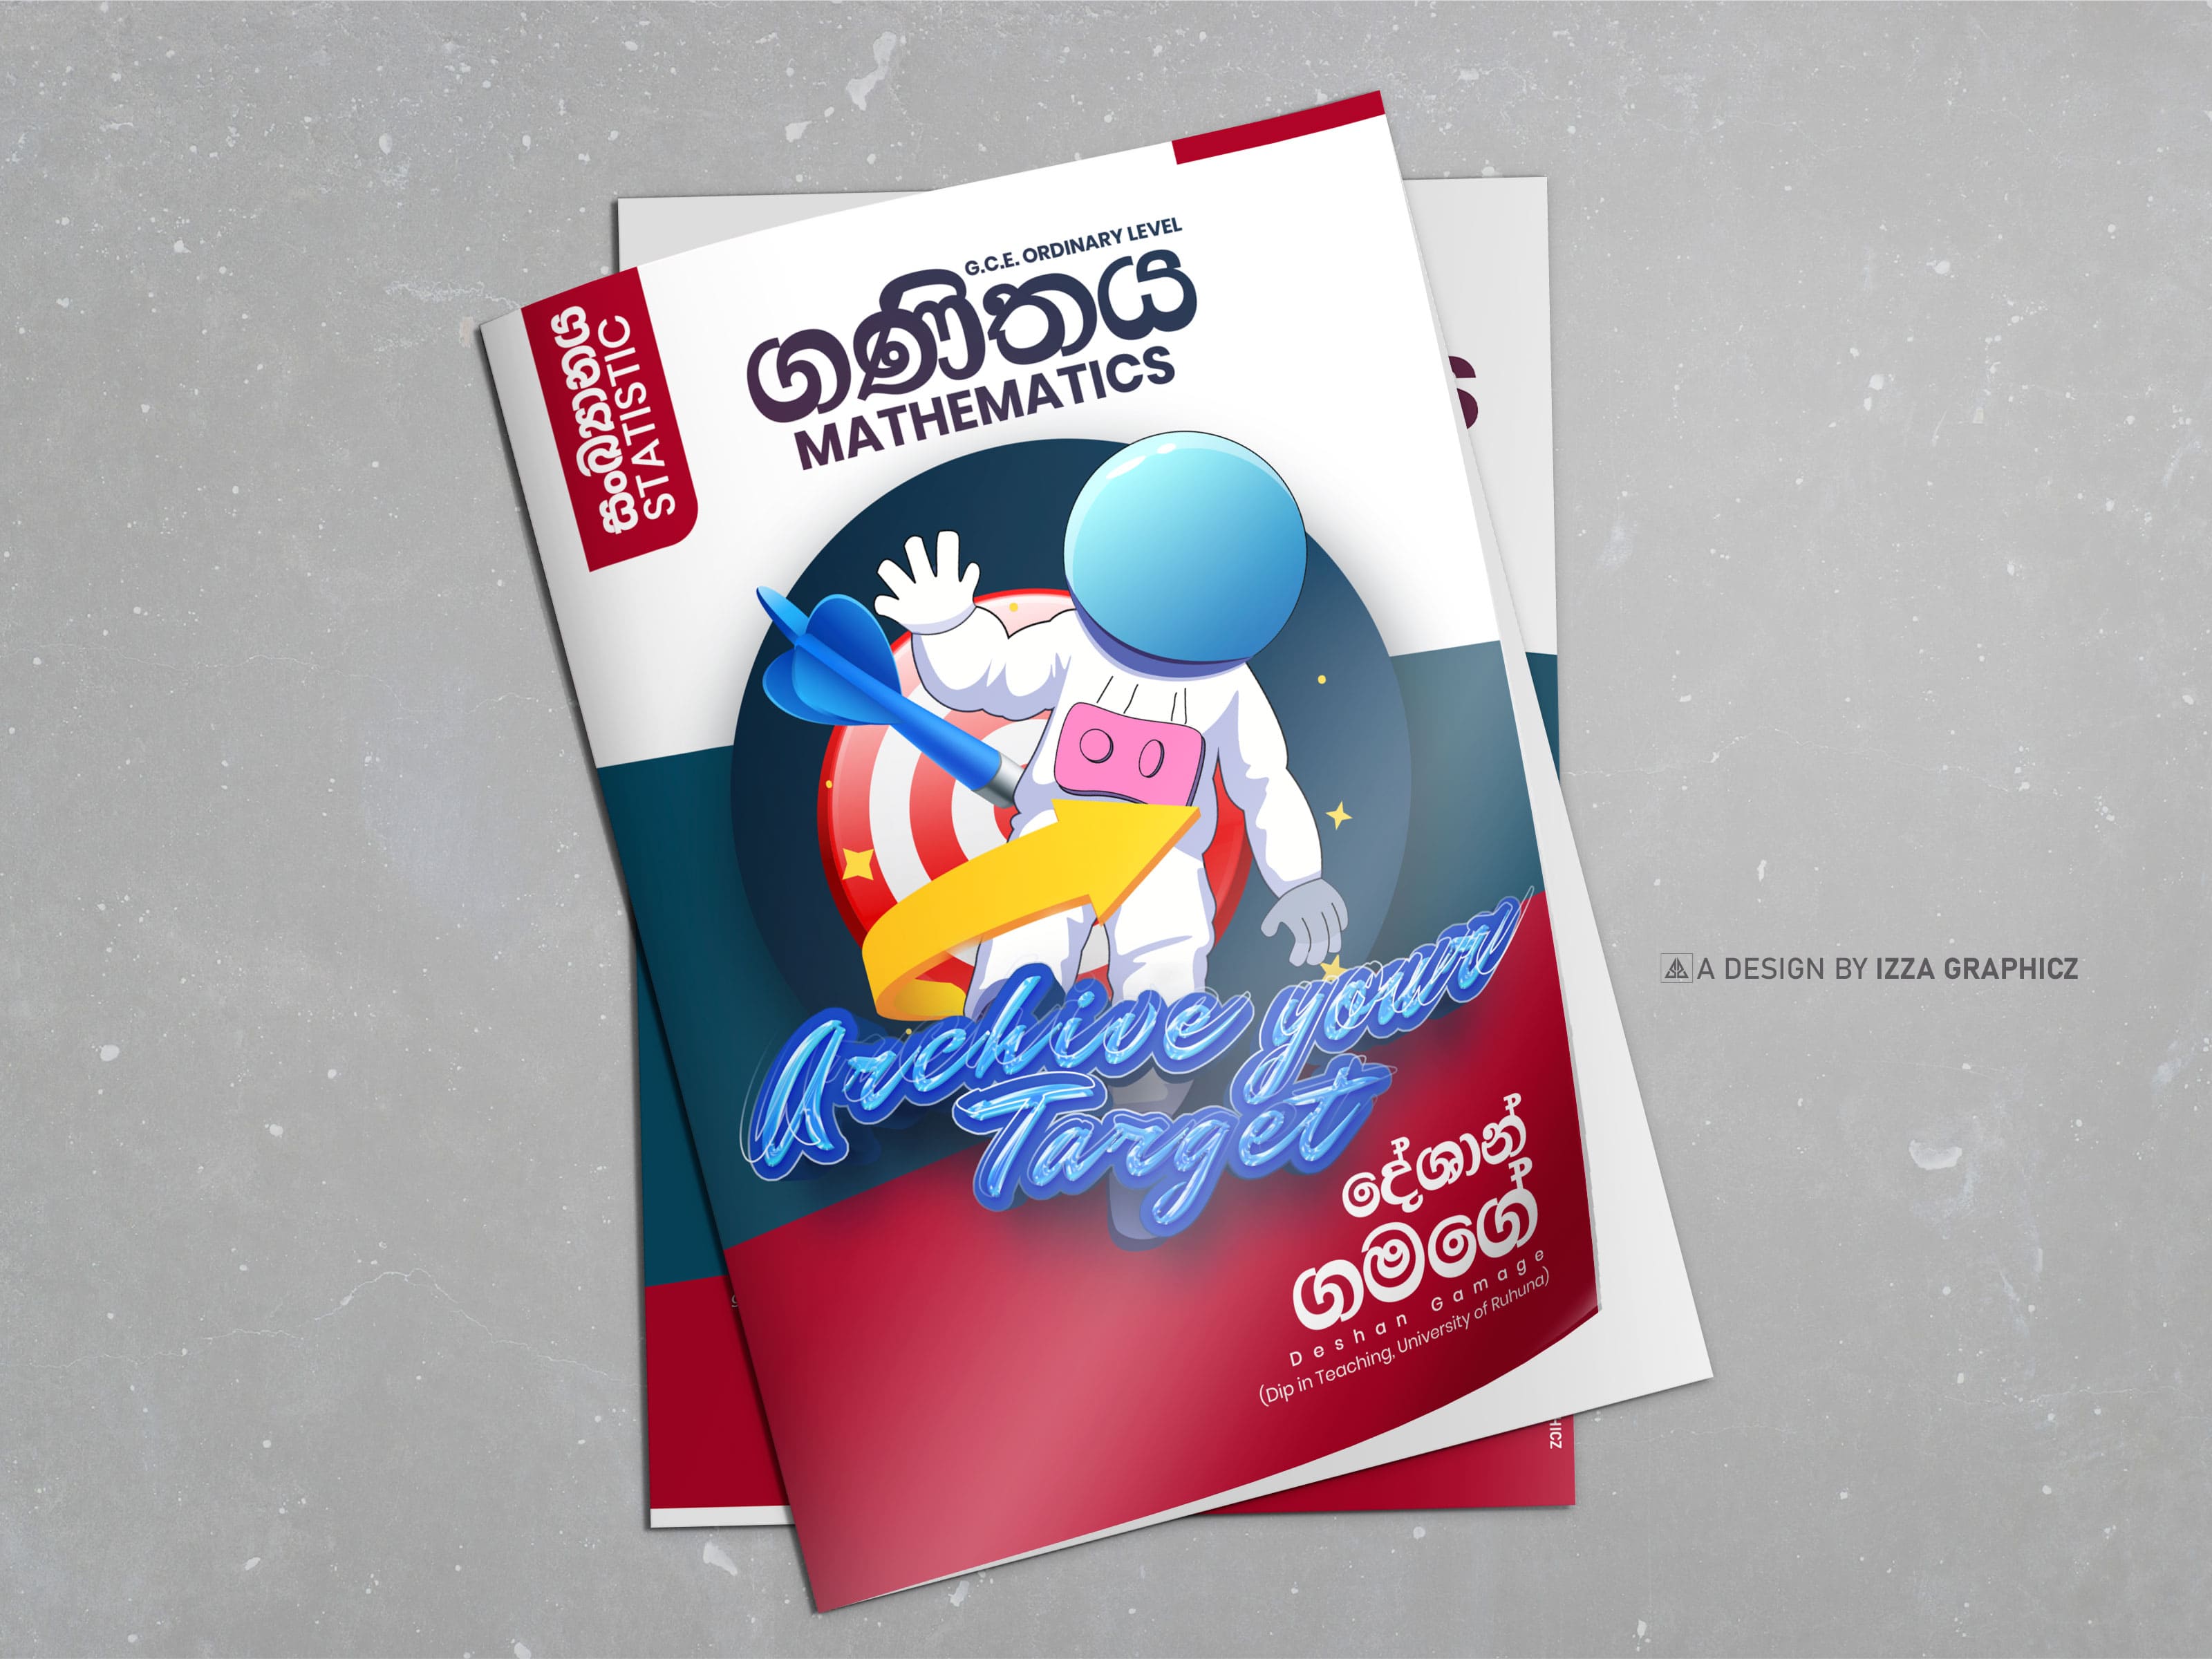 G.C.E. ORDINARY LEVEL
ගණිතය
MATHEMATICS
සංඛ්‍යානය
STATISTIC
Archive your
Target
දේශාන්
ගමගේ
Deshan Gamage
(Dip in Teaching, University of Ruhuna)
A DESIGN BY IZZA GRAPHICZ
S
HICZ